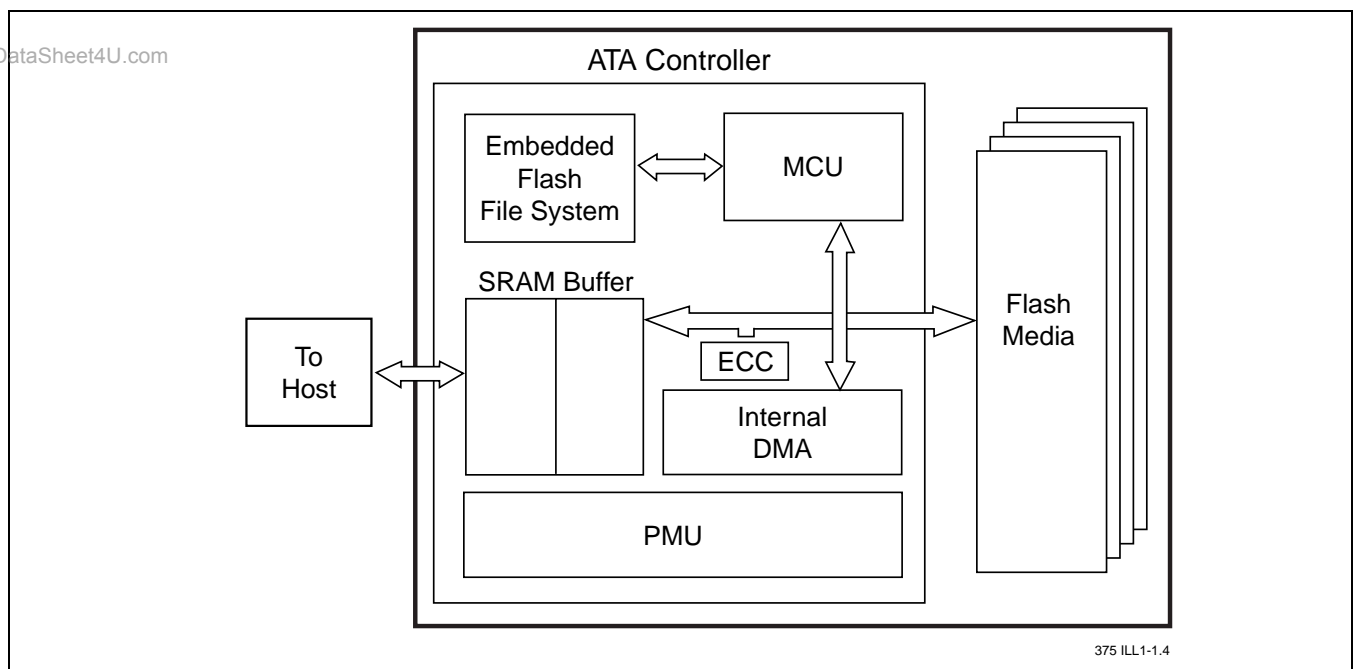 DataSheet4U.com
ATA Controller
Embedded
Flash
File System
MCU
SRAM Buffer
To
Host
ECC
Internal
DMA
PMU
Flash
Media
375 ILL1-1.4